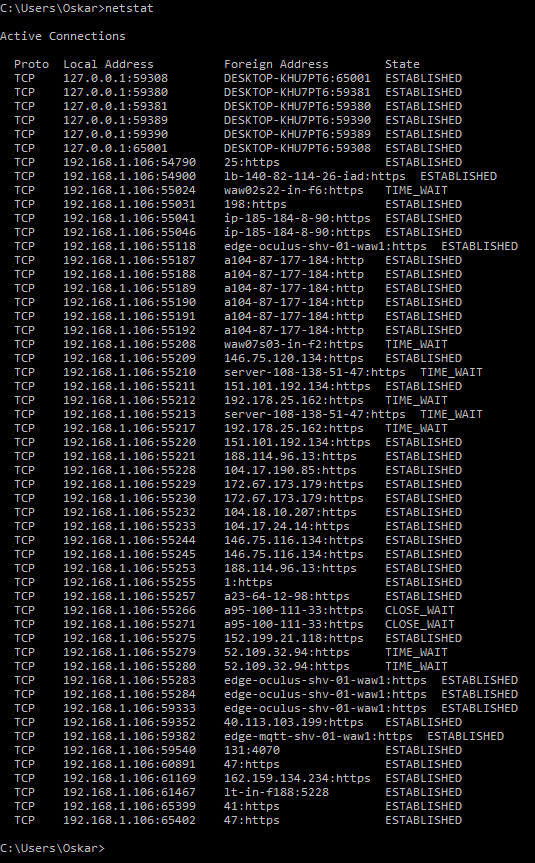 C:\Users\Oskar>netstat
Active Connections
Proto  Local Address          Foreign Address        State
TCP    127.0.0.1:59308        DESKTOP-KHU7PT6:65001  ESTABLISHED
TCP    127.0.0.1:59380        DESKTOP-KHU7PT6:59381  ESTABLISHED
TCP    127.0.0.1:59381        DESKTOP-KHU7PT6:59380  ESTABLISHED
TCP    127.0.0.1:59389        DESKTOP-KHU7PT6:59390  ESTABLISHED
TCP    127.0.0.1:59390        DESKTOP-KHU7PT6:59389  ESTABLISHED
TCP    127.0.0.1:65001        DESKTOP-KHU7PT6:59308  ESTABLISHED
TCP    192.168.1.106:54790    25:https               ESTABLISHED
TCP    192.168.1.106:54900    lb-140-82-114-26-iad:https  ESTABLISHED
TCP    192.168.1.106:55024    waw02s22-in-f6:https   TIME_WAIT
TCP    192.168.1.106:55031    198:https              ESTABLISHED
TCP    192.168.1.106:55041    ip-185-184-8-90:https  ESTABLISHED
TCP    192.168.1.106:55046    ip-185-184-8-90:https  ESTABLISHED
TCP    192.168.1.106:55118    edge-oculus-shv-01-waw1:https  ESTABLISHED
TCP    192.168.1.106:55187    a104-87-177-184:http   ESTABLISHED
TCP    192.168.1.106:55188    a104-87-177-184:http   ESTABLISHED
TCP    192.168.1.106:55189    a104-87-177-184:http   ESTABLISHED
TCP    192.168.1.106:55190    a104-87-177-184:http   ESTABLISHED
TCP    192.168.1.106:55191    a104-87-177-184:http   ESTABLISHED
TCP    192.168.1.106:55192    a104-87-177-184:http   ESTABLISHED
TCP    192.168.1.106:55208    waw07s03-in-f2:https   TIME_WAIT
TCP    192.168.1.106:55209    146.75.120.134:https   ESTABLISHED
TCP    192.168.1.106:55210    server-108-138-51-47:https  TIME_WAIT
TCP    192.168.1.106:55211    151.101.192.134:https  ESTABLISHED
TCP    192.168.1.106:55212    192.178.25.162:https   TIME_WAIT
TCP    192.168.1.106:55213    server-108-138-51-47:https  TIME_WAIT
TCP    192.168.1.106:55217    192.178.25.162:https   TIME_WAIT
TCP    192.168.1.106:55220    151.101.192.134:https  ESTABLISHED
TCP    192.168.1.106:55221    188.114.96.13:https    ESTABLISHED
TCP    192.168.1.106:55228    104.17.190.85:https    ESTABLISHED
TCP    192.168.1.106:55229    172.67.173.179:https   ESTABLISHED
TCP    192.168.1.106:55230    172.67.173.179:https   ESTABLISHED
TCP    192.168.1.106:55232    104.18.10.207:https    ESTABLISHED
TCP    192.168.1.106:55233    104.17.24.14:https     ESTABLISHED
TCP    192.168.1.106:55244    146.75.116.134:https   ESTABLISHED
TCP    192.168.1.106:55245    146.75.116.134:https   ESTABLISHED
TCP    192.168.1.106:55253    188.114.96.13:https    ESTABLISHED
TCP    192.168.1.106:55255    1:https                ESTABLISHED
TCP    192.168.1.106:55257    a23-64-12-98:https     ESTABLISHED
TCP    192.168.1.106:55266    a95-100-111-33:https   CLOSE_WAIT
TCP    192.168.1.106:55271    a95-100-111-33:https   CLOSE_WAIT
TCP    192.168.1.106:55275    152.199.21.118:https   ESTABLISHED
TCP    192.168.1.106:55279    52.109.32.94:https     TIME_WAIT
TCP    192.168.1.106:55280    52.109.32.94:https     TIME_WAIT
TCP    192.168.1.106:55283    edge-oculus-shv-01-waw1:https  ESTABLISHED
TCP    192.168.1.106:55284    edge-oculus-shv-01-waw1:https  ESTABLISHED
TCP    192.168.1.106:59333    edge-oculus-shv-01-waw1:https  ESTABLISHED
TCP    192.168.1.106:59352    40.113.103.199:https   ESTABLISHED
TCP    192.168.1.106:59382    edge-mqtt-shv-01-waw1:https  ESTABLISHED
TCP    192.168.1.106:59540    131:4070               ESTABLISHED
TCP    192.168.1.106:60891    47:https               ESTABLISHED
TCP    192.168.1.106:61169    162.159.134.234:https  ESTABLISHED
TCP    192.168.1.106:61467    lt-in-f188:5228        ESTABLISHED
TCP    192.168.1.106:65399    41:https               ESTABLISHED
TCP    192.168.1.106:65402    47:https               ESTABLISHED
C:\Users\Oskar>